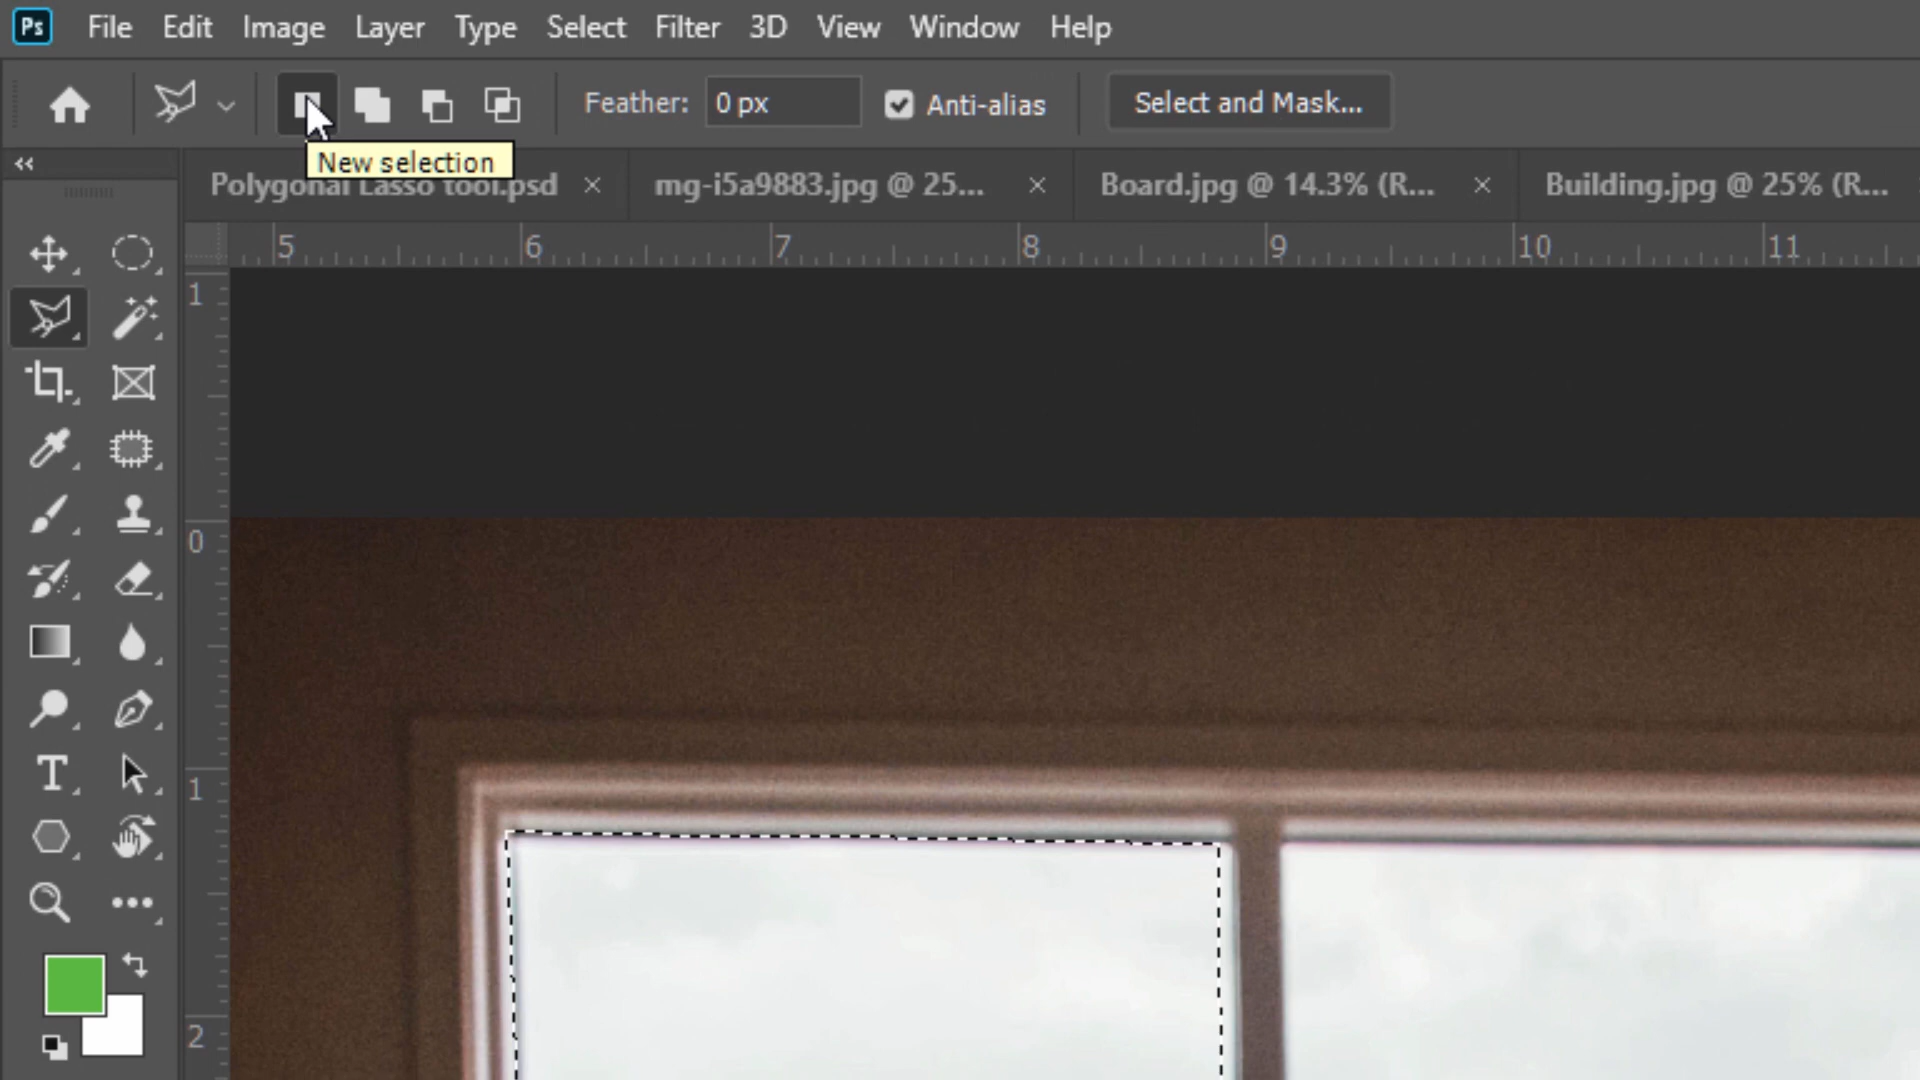 Ps File Edit Image Layer Type Select Filter 3D View Window Help
Feather: 0 px Anti-alias Select and Mask...
New selection
Polygonal Lasso tool.psd mg-i5a9883.jpg @ 25... Board.jpg @ 14.3% (R... Building.jpg @ 25% (R...
5 6 7 8 9 10 11
1
0
1
2